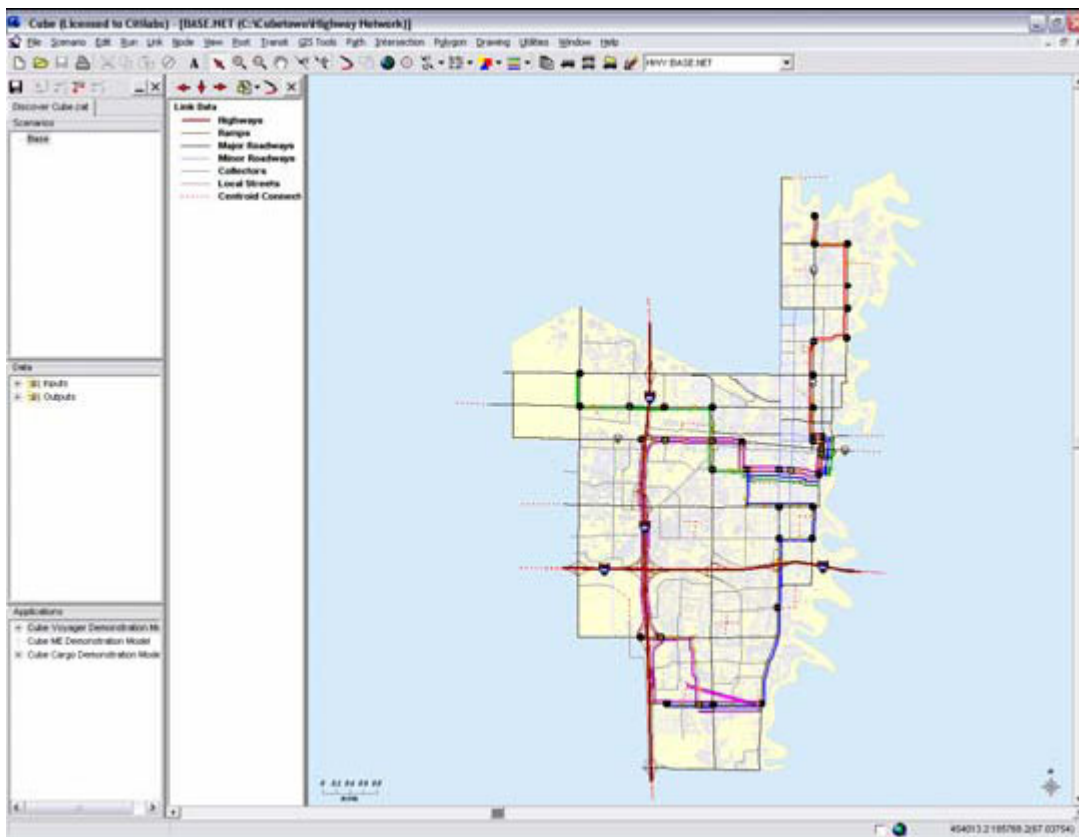 Cube (Licensed to Citilabs) - [BASE.NET (C:\Cubetown\Highway Network)]
File Scenario Edit Run Link Node View Post Transit GIS Tools Path Intersection Polygon Drawing Utilities Window Help
HWY:BASE.NET
Discover Cube.cat
Scenarios
Base
Link Data
Highways
Ramps
Major Roadways
Minor Roadways
Collectors
Local Streets
Centroid Connect
Data
Inputs
Outputs
Applications
Cube Voyager Demonstration M
Cube ME Demonstration Model
Cube Cargo Demonstration Mode